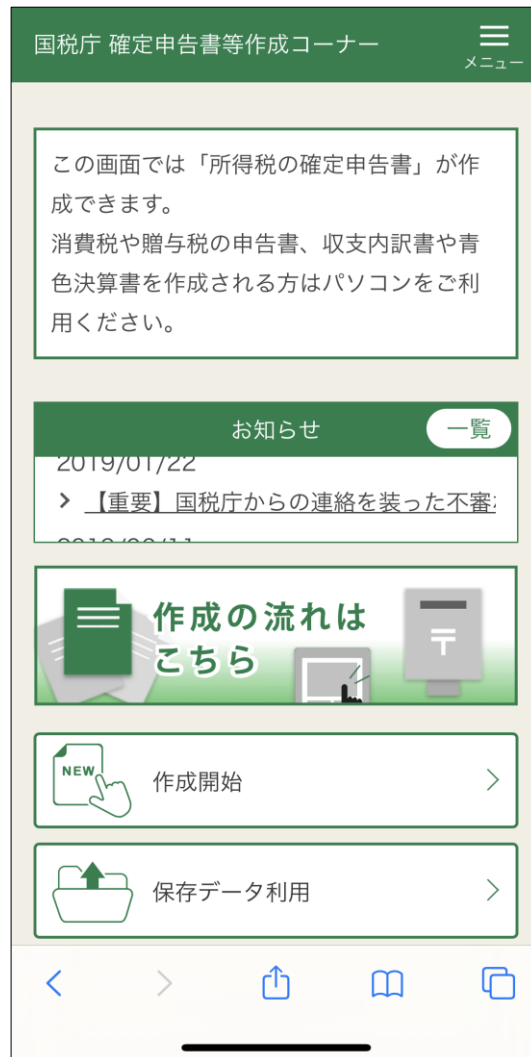 国税庁 確定申告書等作成コーナー
メニュー
この画面では「所得税の確定申告書」が作
成できます。
消費税や贈与税の申告書、収支内訳書や青
色決算書を作成される方はパソコンをご利
用ください。
お知らせ
一覧
2019/01/22
【重要】国税庁からの連絡を装った不審
作成の流れは
こちら
〒
NEW
作成開始
保存データ利用